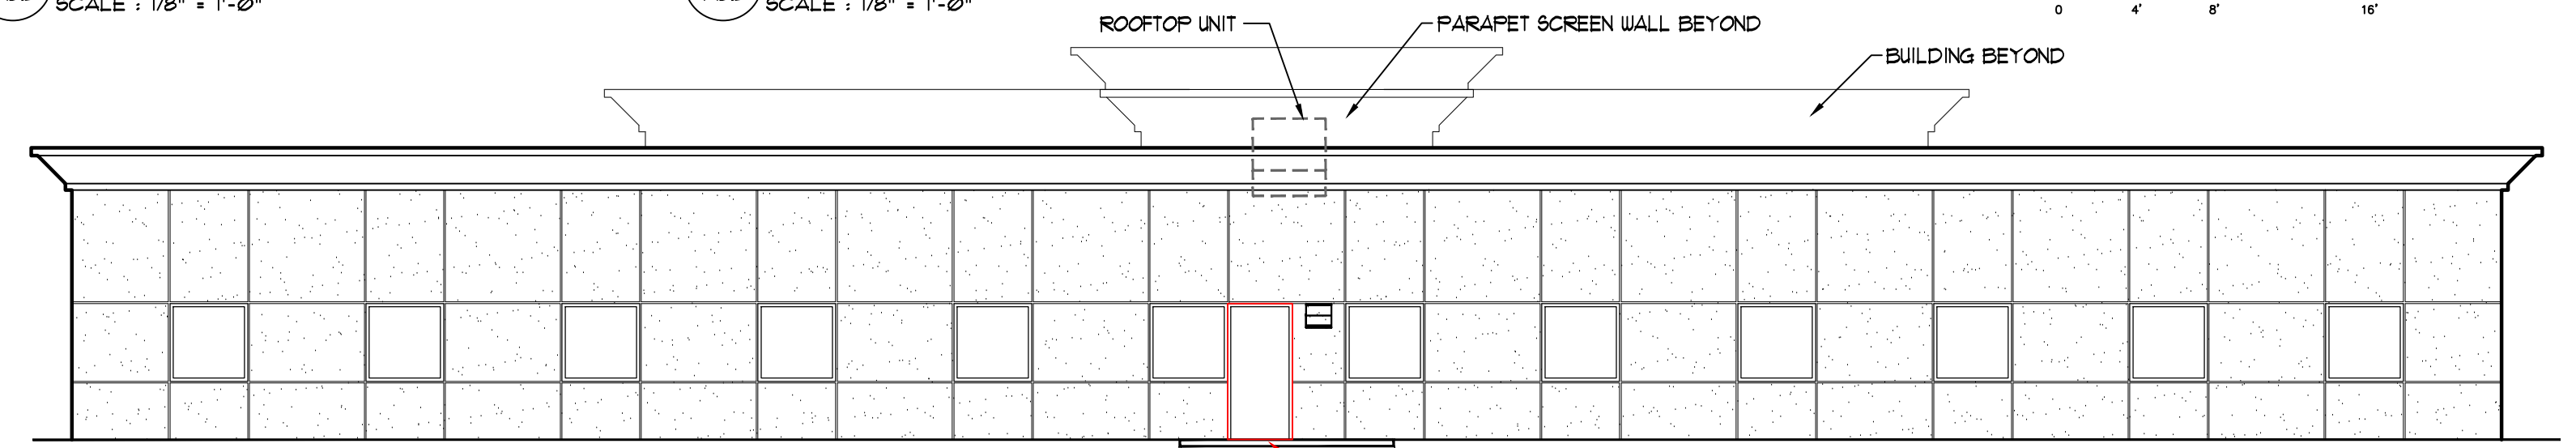 SCALE : 1/8" = 1'-0"
SCALE : 1/8" = 1'-0"
0 4' 8' 16'
ROOFTOP UNIT
PARAPET SCREEN WALL BEYOND
BUILDING BEYOND